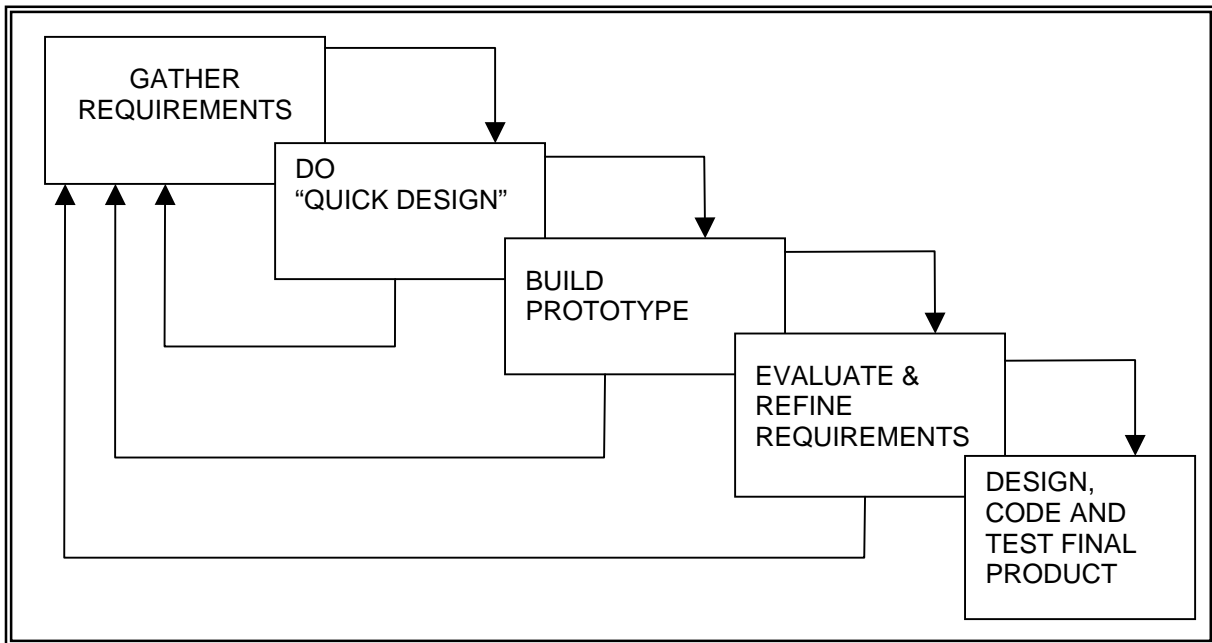 GATHER
REQUIREMENTS
DO
“QUICK DESIGN”
BUILD
PROTOTYPE
EVALUATE &
REFINE
REQUIREMENTS
DESIGN,
CODE AND
TEST FINAL
PRODUCT